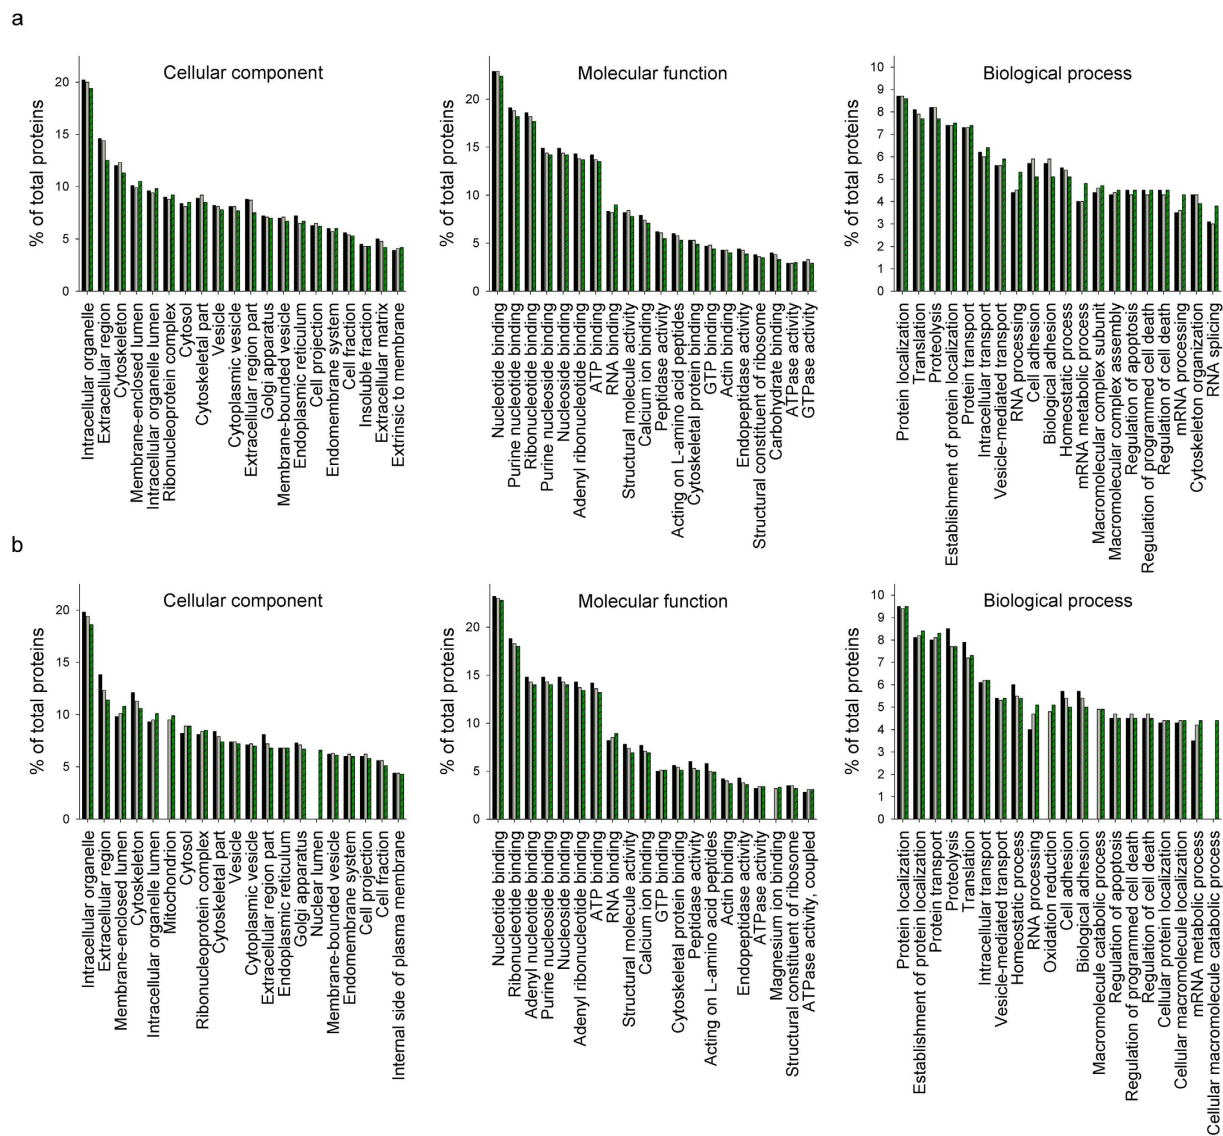 a
Cellular component
% of total proteins
20
15
10
5
0
Intracellular organelle
Extracellular region
Cytoskeleton
Membrane-enclosed lumen
Intracellular organelle lumen
Ribonucleoprotein complex
Cytosol
Cytoskeletal part
Vesicle
Cytoplasmic vesicle
Extracellular region part
Golgi apparatus
Membrane-bounded vesicle
Endoplasmic reticulum
Cell projection
Endomembrane system
Cell fraction
Insoluble fraction
Extracellular matrix
Extrinsic to membrane
Molecular function
% of total proteins
20
15
10
5
0
Nucleotide binding
Purine nucleotide binding
Ribonucleotide binding
Purine nucleoside binding
Nucleoside binding
Adenyl ribonucleotide binding
ATP binding
RNA binding
Structural molecule activity
Calcium ion binding
Peptidase activity
Acting on L-amino acid peptides
Cytoskeletal protein binding
GTP binding
Actin binding
Endopeptidase activity
Structural constituent of ribosome
Carbohydrate binding
ATPase activity
GTPase activity
Biological process
% of total proteins
10
9
8
7
6
5
4
3
2
1
0
Protein localization
Translation
Proteolysis
Establishment of protein localization
Protein transport
Intracellular transport
Vesicle-mediated transport
RNA processing
Cell adhesion
Biological adhesion
Homeostatic process
mRNA metabolic process
Macromolecular complex subunit
Macromolecular complex assembly
Regulation of apoptosis
Regulation of programmed cell death
Regulation of cell death
mRNA processing
Cytoskeleton organization
RNA splicing
b
Cellular component
% of total proteins
20
15
10
5
0
Intracellular organelle
Extracellular region
Membrane-enclosed lumen
Cytoskeleton
Intracellular organelle lumen
Mitochondrion
Cytosol
Ribonucleoprotein complex
Cytoskeletal part
Vesicle
Cytoplasmic vesicle
Extracellular region part
Endoplasmic reticulum
Golgi apparatus
Nuclear lumen
Membrane-bounded vesicle
Endomembrane system
Cell projection
Cell fraction
Internal side of plasma membrane
Molecular function
% of total proteins
20
15
10
5
0
Nucleotide binding
Ribonucleotide binding
Adenyl nucleotide binding
Purine nucleoside binding
Nucleoside binding
Adenyl ribonucleotide binding
ATP binding
RNA binding
Structural molecule activity
Calcium ion binding
GTP binding
Cytoskeletal protein binding
Peptidase activity
Acting on L-amino acid peptides
Actin binding
Endopeptidase activity
ATPase activity
Magnesium ion binding
Structural constituent of ribosome
ATPase activity, coupled
Biological process
% of total proteins
10
9
8
7
6
5
4
3
2
1
0
Protein localization
Establishment of protein localization
Protein transport
Proteolysis
Translation
Intracellular transport
Vesicle-mediated transport
Homeostatic process
RNA processing
Oxidation reduction
Cell adhesion
Biological adhesion
Macromolecule catabolic process
Regulation of apoptosis
Regulation of programmed cell death
Regulation of cell death
Cellular protein localization
Cellular macromolecule localization
mRNA metabolic process
Cellular macromolecule catabolic process